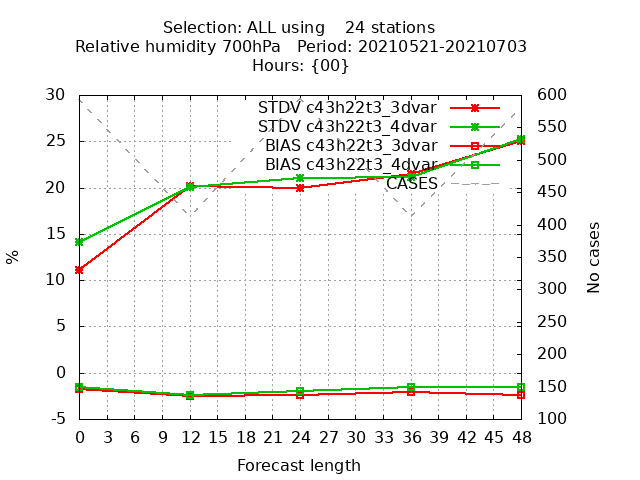 Selection: ALL using    24 stations
Relative humidity 700hPa   Period: 20210521-20210703
Hours: {00}
STDV c43h22t3_3dvar
STDV c43h22t3_4dvar
BIAS c43h22t3_3dvar
BIAS c43h22t3_4dvar
CASES
30
25
20
15
10
5
0
-5
%
600
550
500
450
400
350
300
250
200
150
100
No cases
0 3 6 9 12 15 18 21 24 27 30 33 36 39 42 45 48
Forecast length